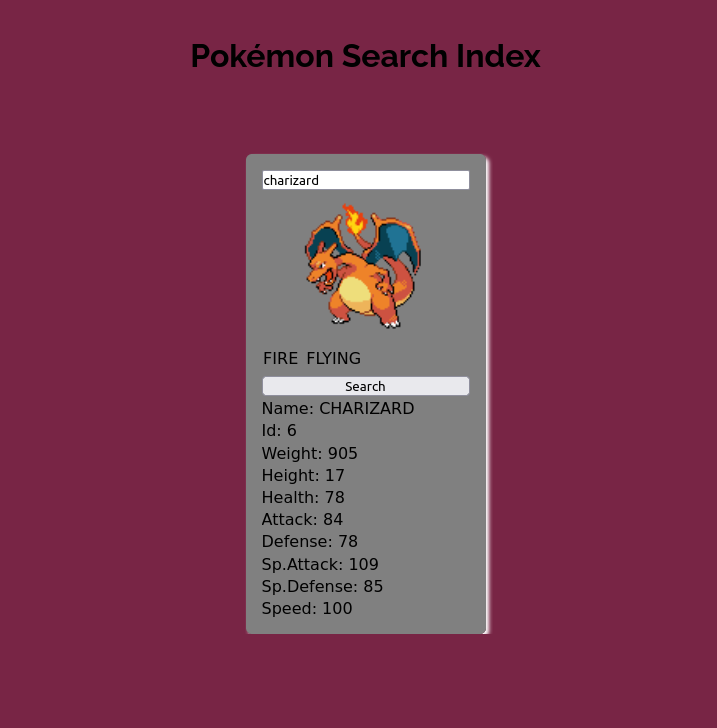 Pokémon Search Index
charizard
FIRE FLYING
Search
Name: CHARIZARD
Id: 6
Weight: 905
Height: 17
Health: 78
Attack: 84
Defense: 78
Sp.Attack: 109
Sp.Defense: 85
Speed: 100